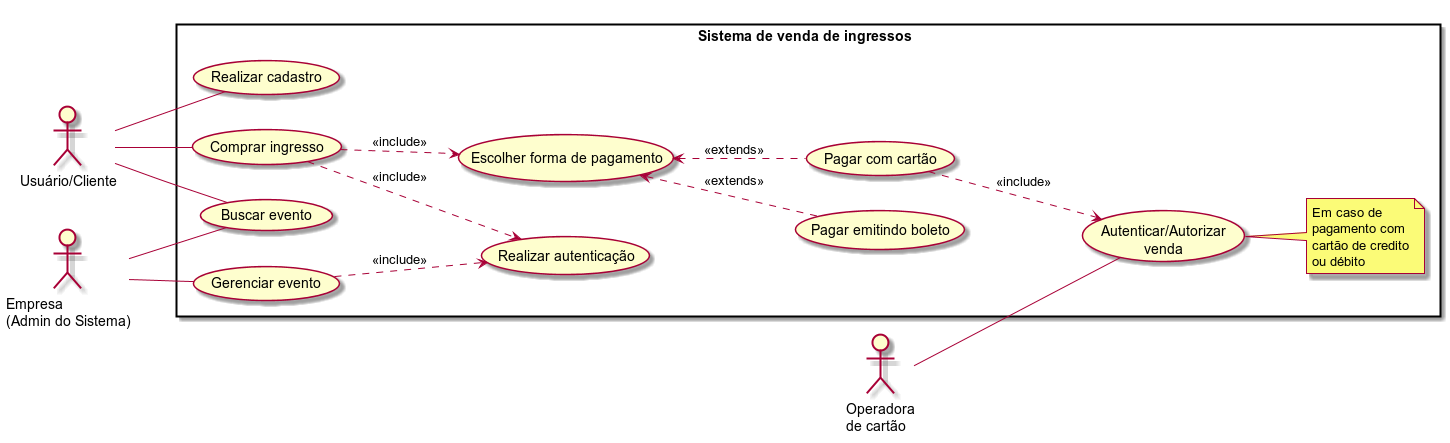 Sistema de venda de ingressos
Realizar cadastro
Comprar ingresso
«include»
Escolher forma de pagamento
«extends»
Pagar com cartão
Usuário/Cliente
«include»
«extends»
«include»
Buscar evento
Pagar emitindo boleto
Autenticar/Autorizar
venda
Em caso de
pagamento com
cartão de credito
ou débito
Realizar autenticação
«include»
Gerenciar evento
Empresa
(Admin do Sistema)
Operadora
de cartão